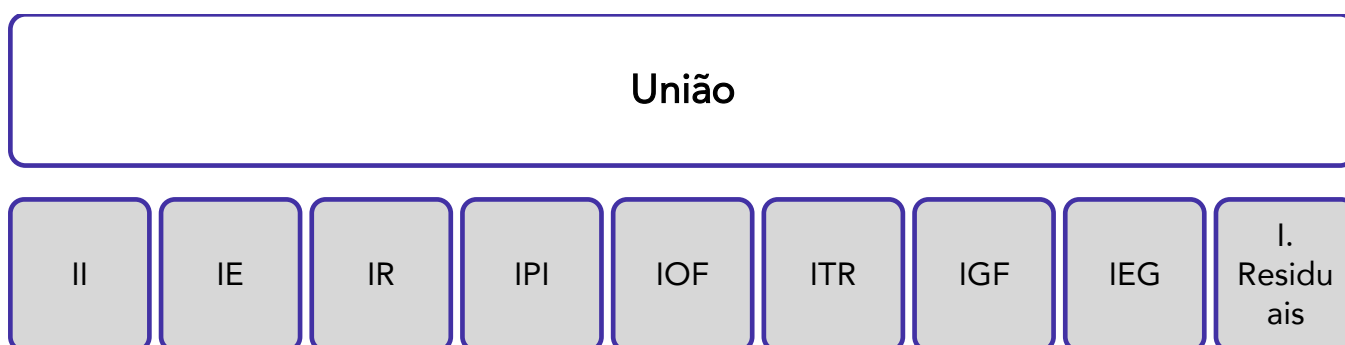 União
II
IE
IR
IPI
IOF
ITR
IGF
IEG
I.
Residu
ais